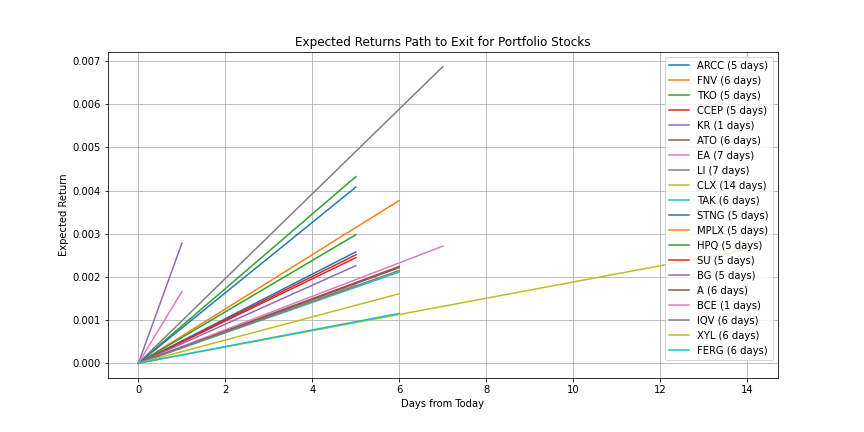 Expected Returns Path to Exit for Portfolio Stocks
Expected Return
0.007
0.006
0.005
0.004
0.003
0.002
0.001
0.000
0 2 4 6 8 10 12 14
Days from Today
ARCC (5 days)
FNV (6 days)
TKO (5 days)
CCEP (5 days)
KR (1 days)
ATO (6 days)
EA (7 days)
LI (7 days)
CLX (14 days)
TAK (6 days)
STNG (5 days)
MPLX (5 days)
HPQ (5 days)
SU (5 days)
BG (5 days)
A (6 days)
BCE (1 days)
IQV (6 days)
XYL (6 days)
FERG (6 days)